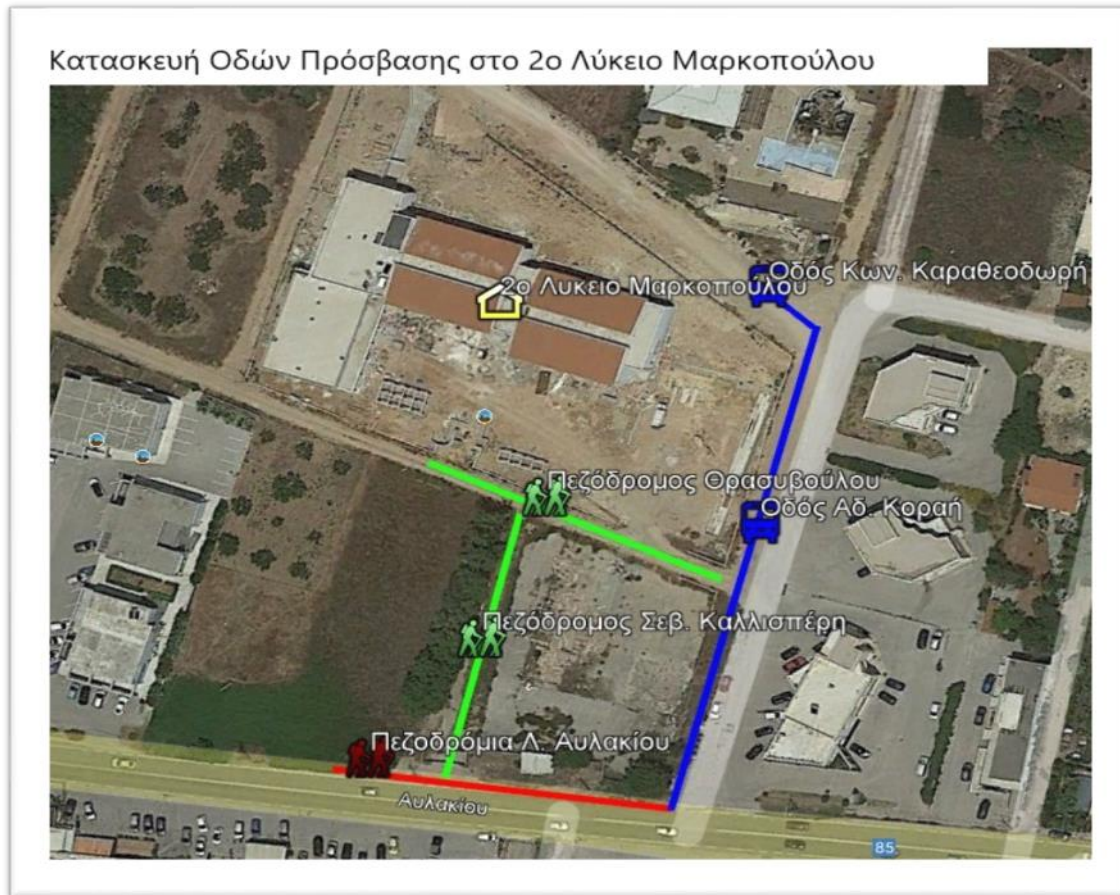 Κατασκευή Οδών Πρόσβασης στο 2ο Λύκειο Μαρκοπούλου
Οδός Κων. Καραθεοδωρή
2ο Λυκειο Μαρκοπούλου
Πεζόδρομος Θρασυβούλου
Οδός Αδ. Κοραή
Πεζόδρομος Σεβ. Καλλισπέρη
Πεζοδρόμια Λ. Αυλακίου
Αυλακίου
85